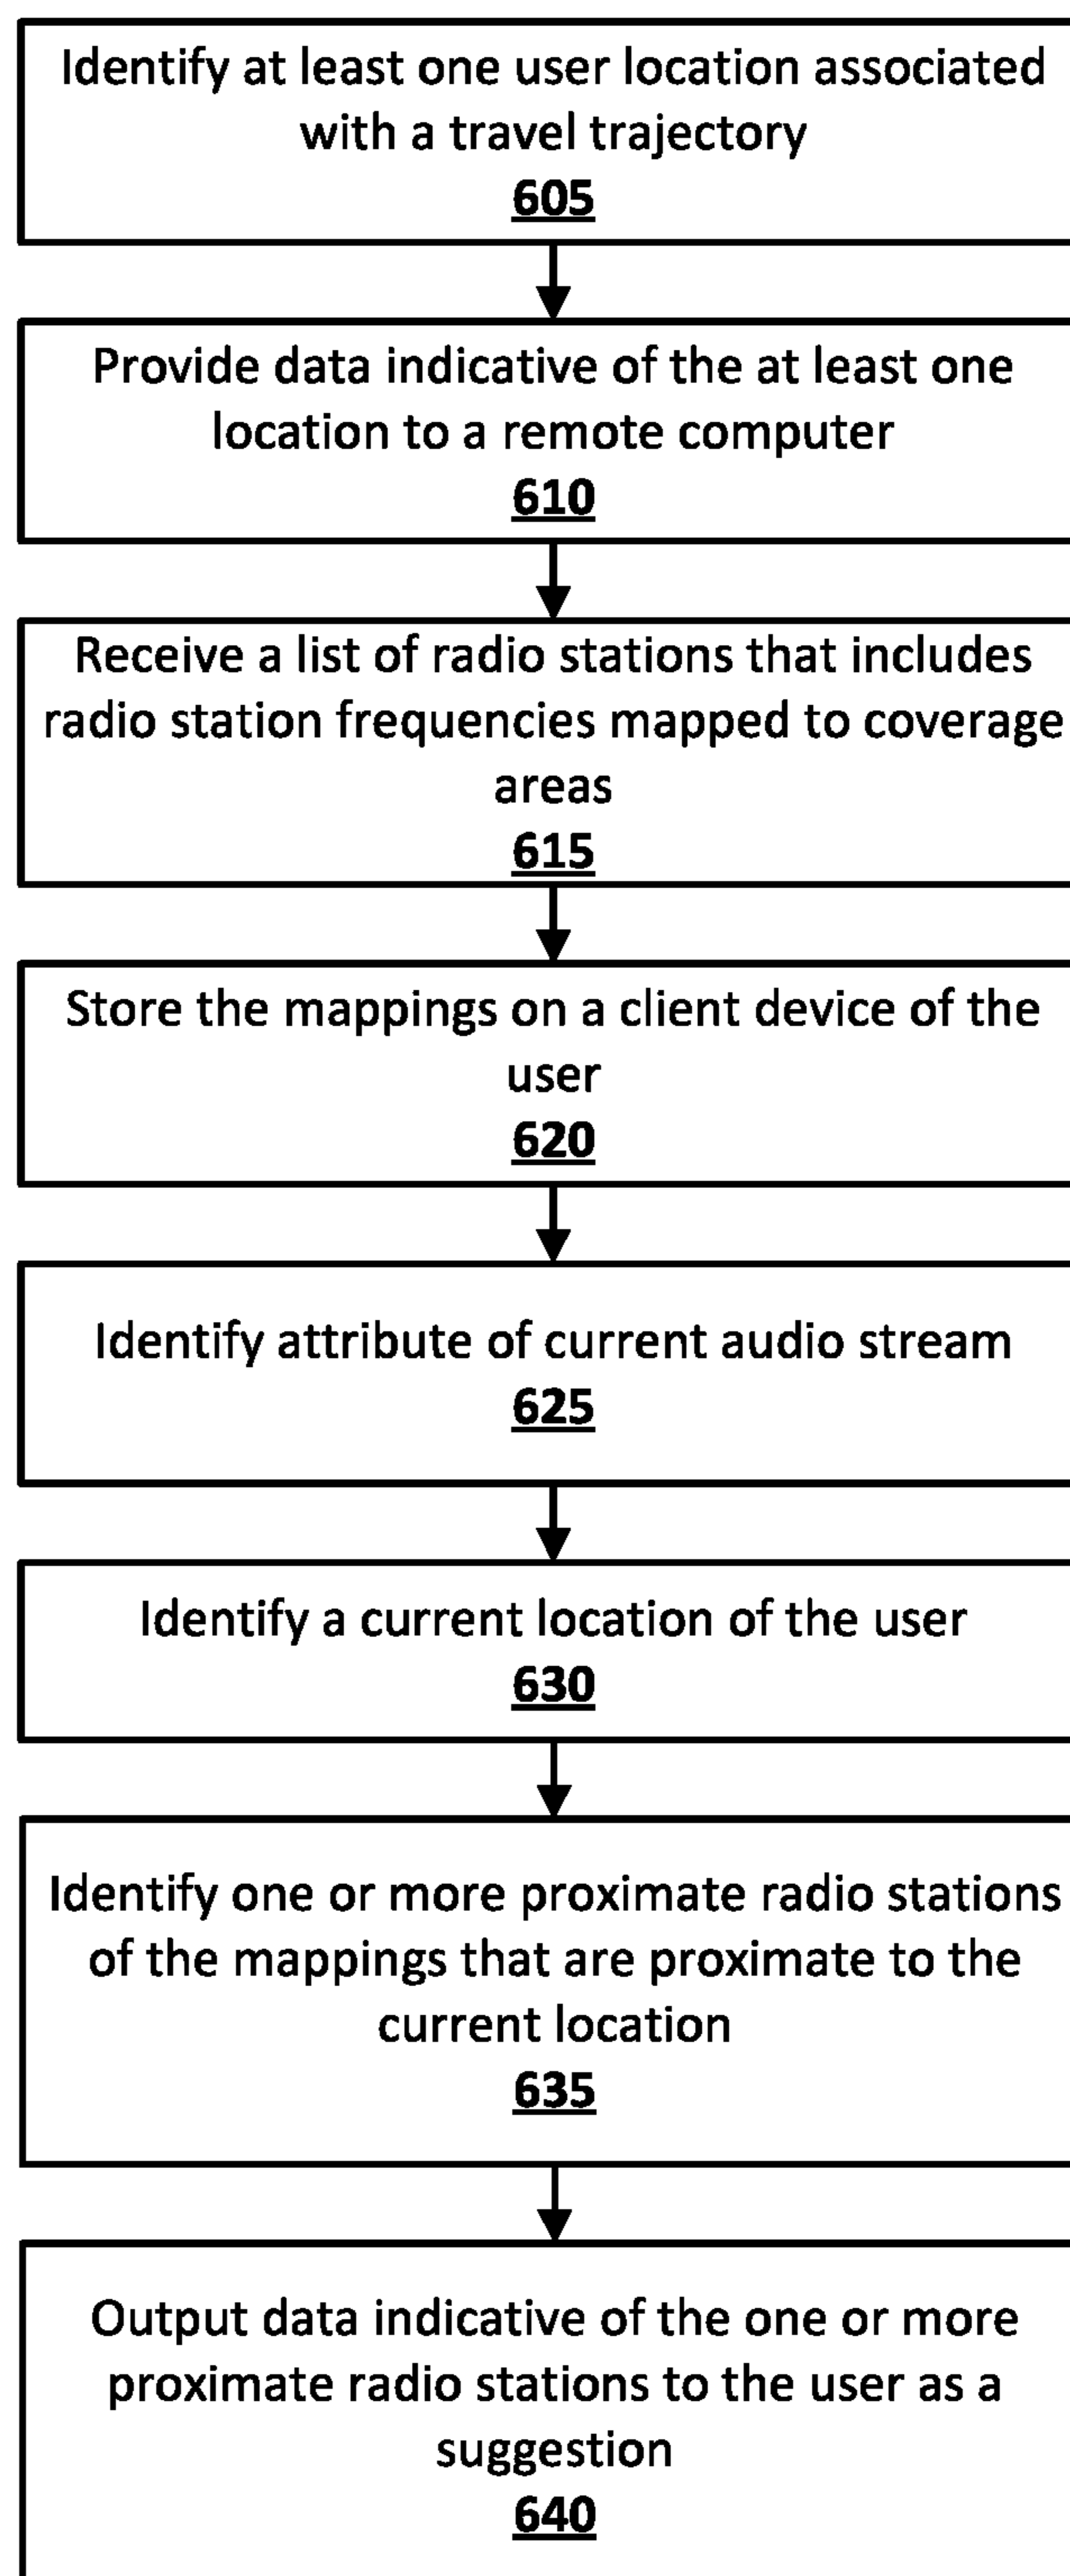 Identify at least one user location associated
with a travel trajectory
605
Provide data indicative of the at least one
location to a remote computer
610
Receive a list of radio stations that includes
radio station frequencies mapped to coverage
areas
615
Store the mappings on a client device of the
user
620
Identify attribute of current audio stream
625
Identify a current location of the user
630
Identify one or more proximate radio stations
of the mappings that are proximate to the
current location
635
Output data indicative of the one or more
proximate radio stations to the user as a
suggestion
640